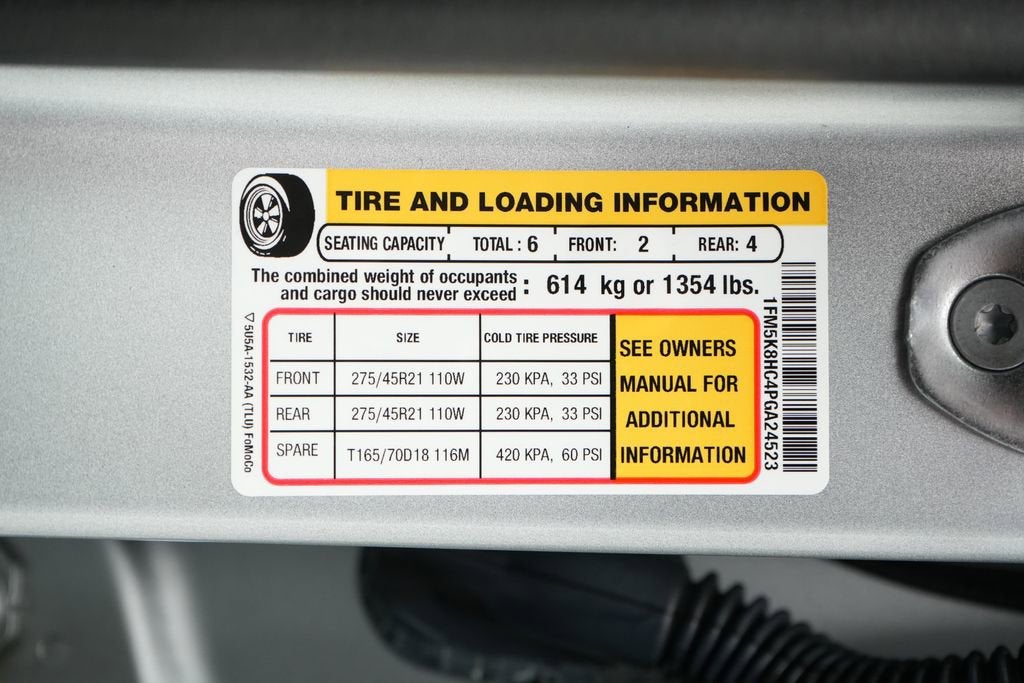 TIRE AND LOADING INFORMATION
SEATING CAPACITY TOTAL : 6 FRONT: 2 REAR: 4
The combined weight of occupants
and cargo should never exceed : 614 kg or 1354 lbs.
TIRE SIZE COLD TIRE PRESSURE
FRONT 275/45R21 110W 230 KPA, 33 PSI
REAR 275/45R21 110W 230 KPA, 33 PSI
SPARE T165/70D18 116M 420 KPA, 60 PSI
SEE OWNERS
MANUAL FOR
ADDITIONAL
INFORMATION
5U5A-1532-AA (TLU) FoMoCo
1FM5K8HC4PGA24523